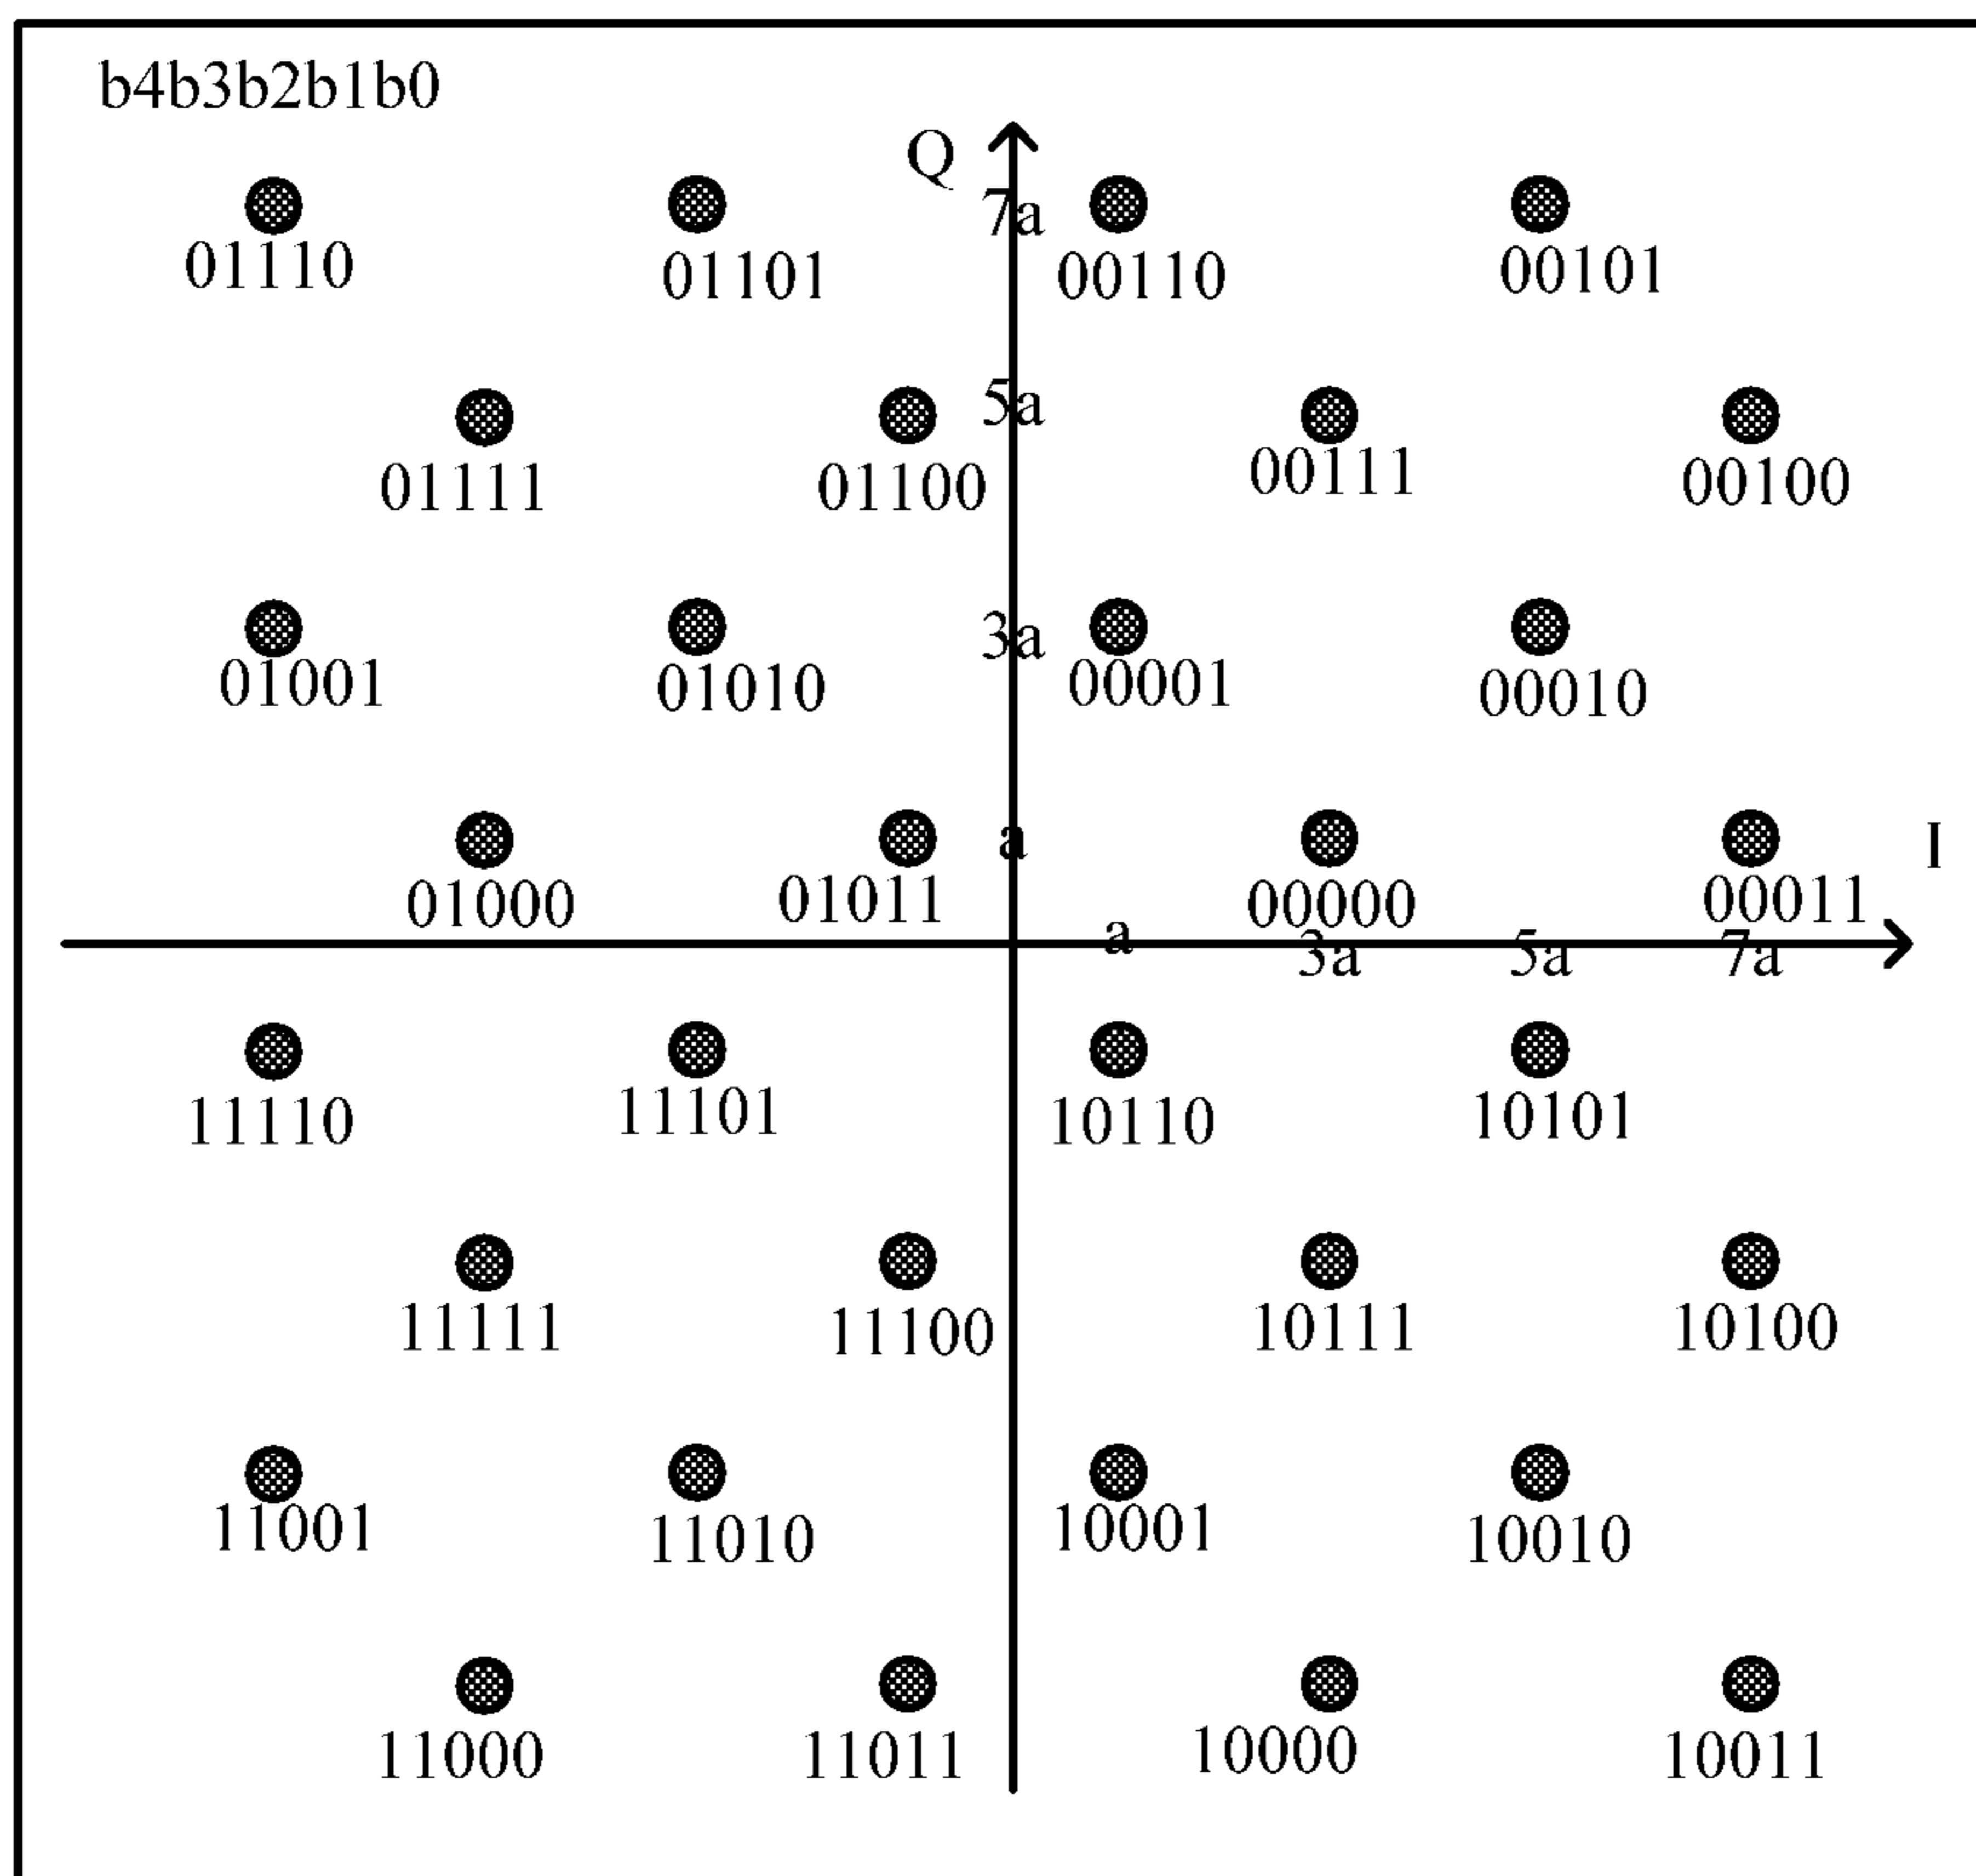 b4b3b2b1b0
Q
7a
01110 01101 00110 00101
5a
01111 01100 00111 00100
3a
01001 01010 00001 00010
a
I
01000 01011 00000 00011
a 3a 5a 7a
11110 11101 10110 10101
11111 11100 10111 10100
11001 11010 10001 10010
11000 11011 10000 10011